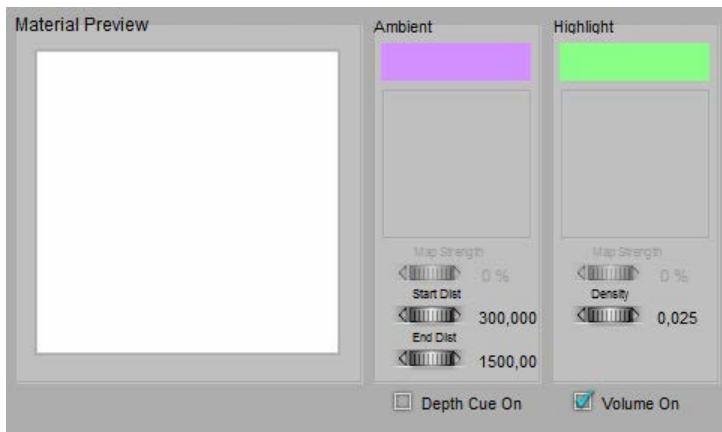 Material Preview
Ambient
Highlight
Map Strength
0 %
Map Strength
0 %
Start Dist
300,000
Density
0,025
End Dist
1500,00
Depth Cue On
Volume On